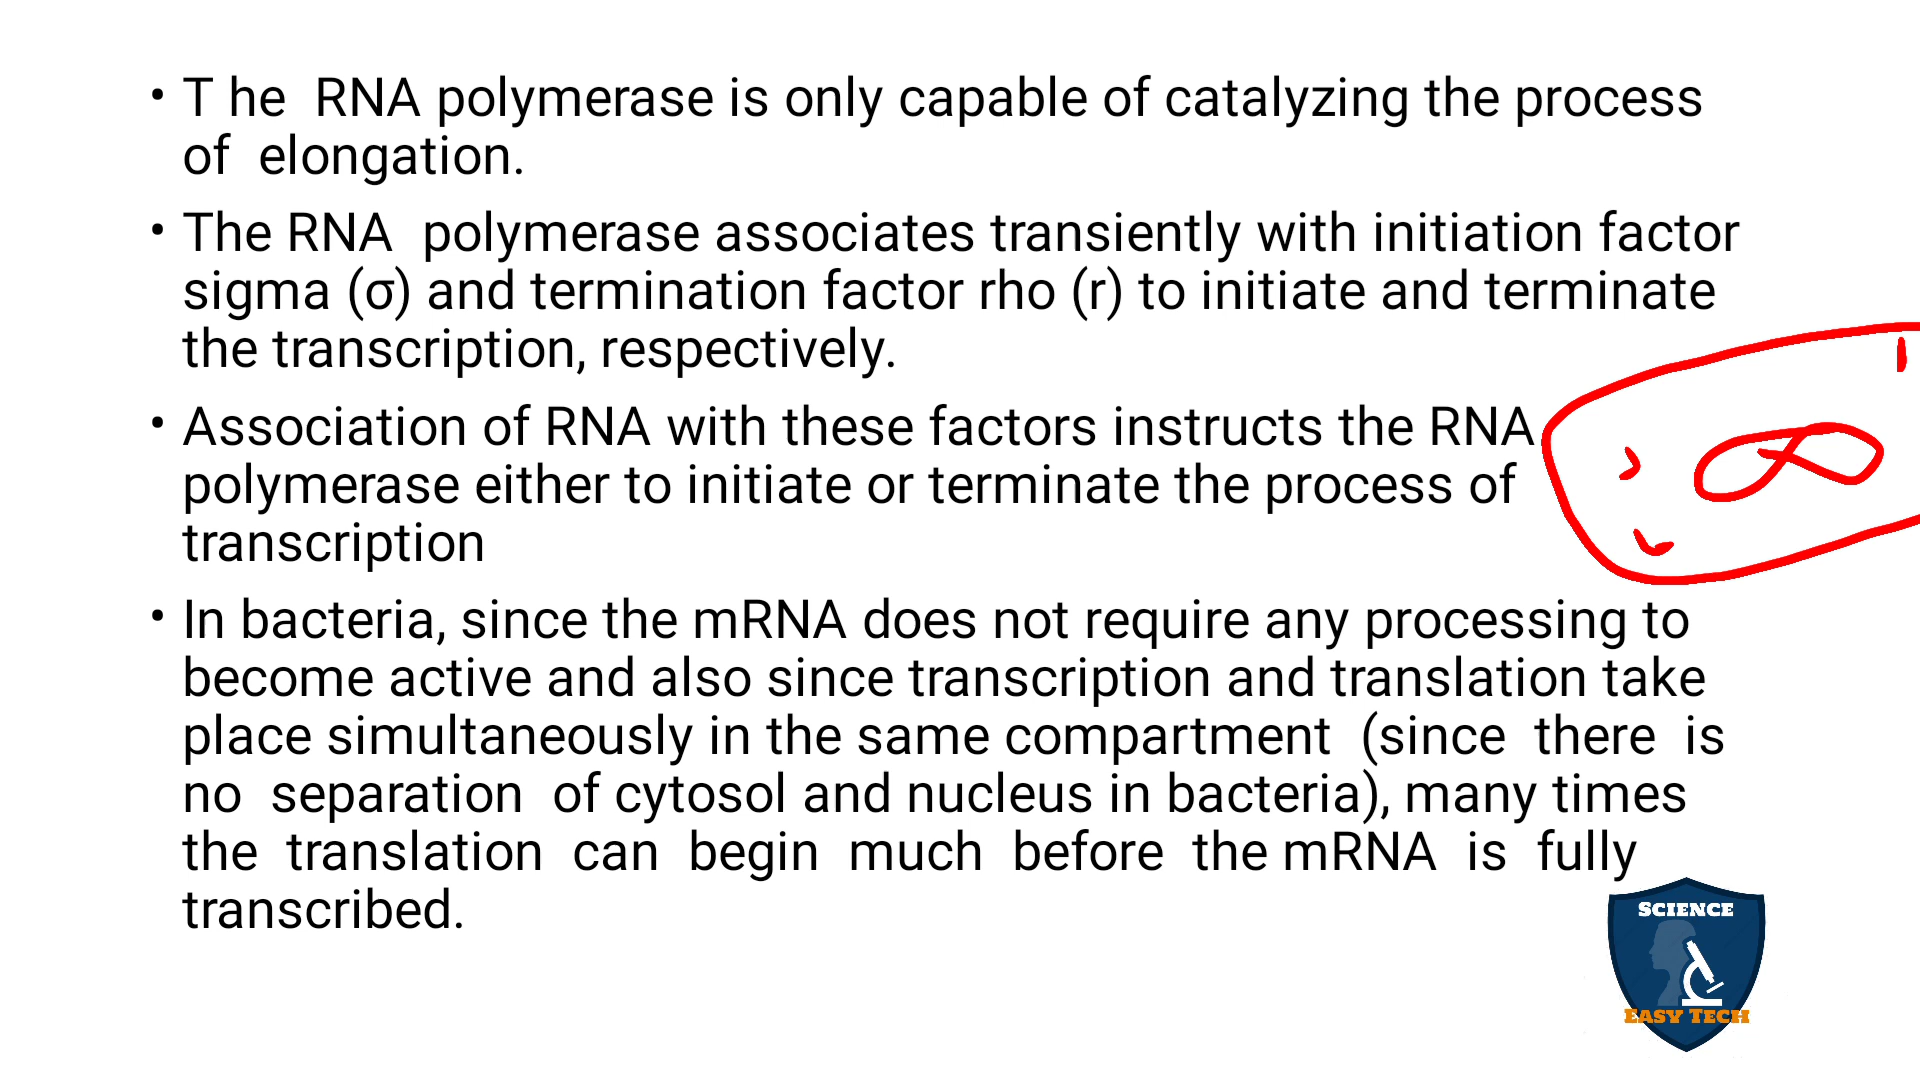 • T he RNA polymerase is only capable of catalyzing the process
of elongation.
• The RNA polymerase associates transiently with initiation factor
sigma (σ) and termination factor rho (r) to initiate and terminate
the transcription, respectively.
• Association of RNA with these factors instructs the RNA
polymerase either to initiate or terminate the process of
transcription
• In bacteria, since the mRNA does not require any processing to
become active and also since transcription and translation take
place simultaneously in the same compartment (since there is
no separation of cytosol and nucleus in bacteria), many times
the translation can begin much before the mRNA is fully
transcribed.
SCIENCE
EASY TECH